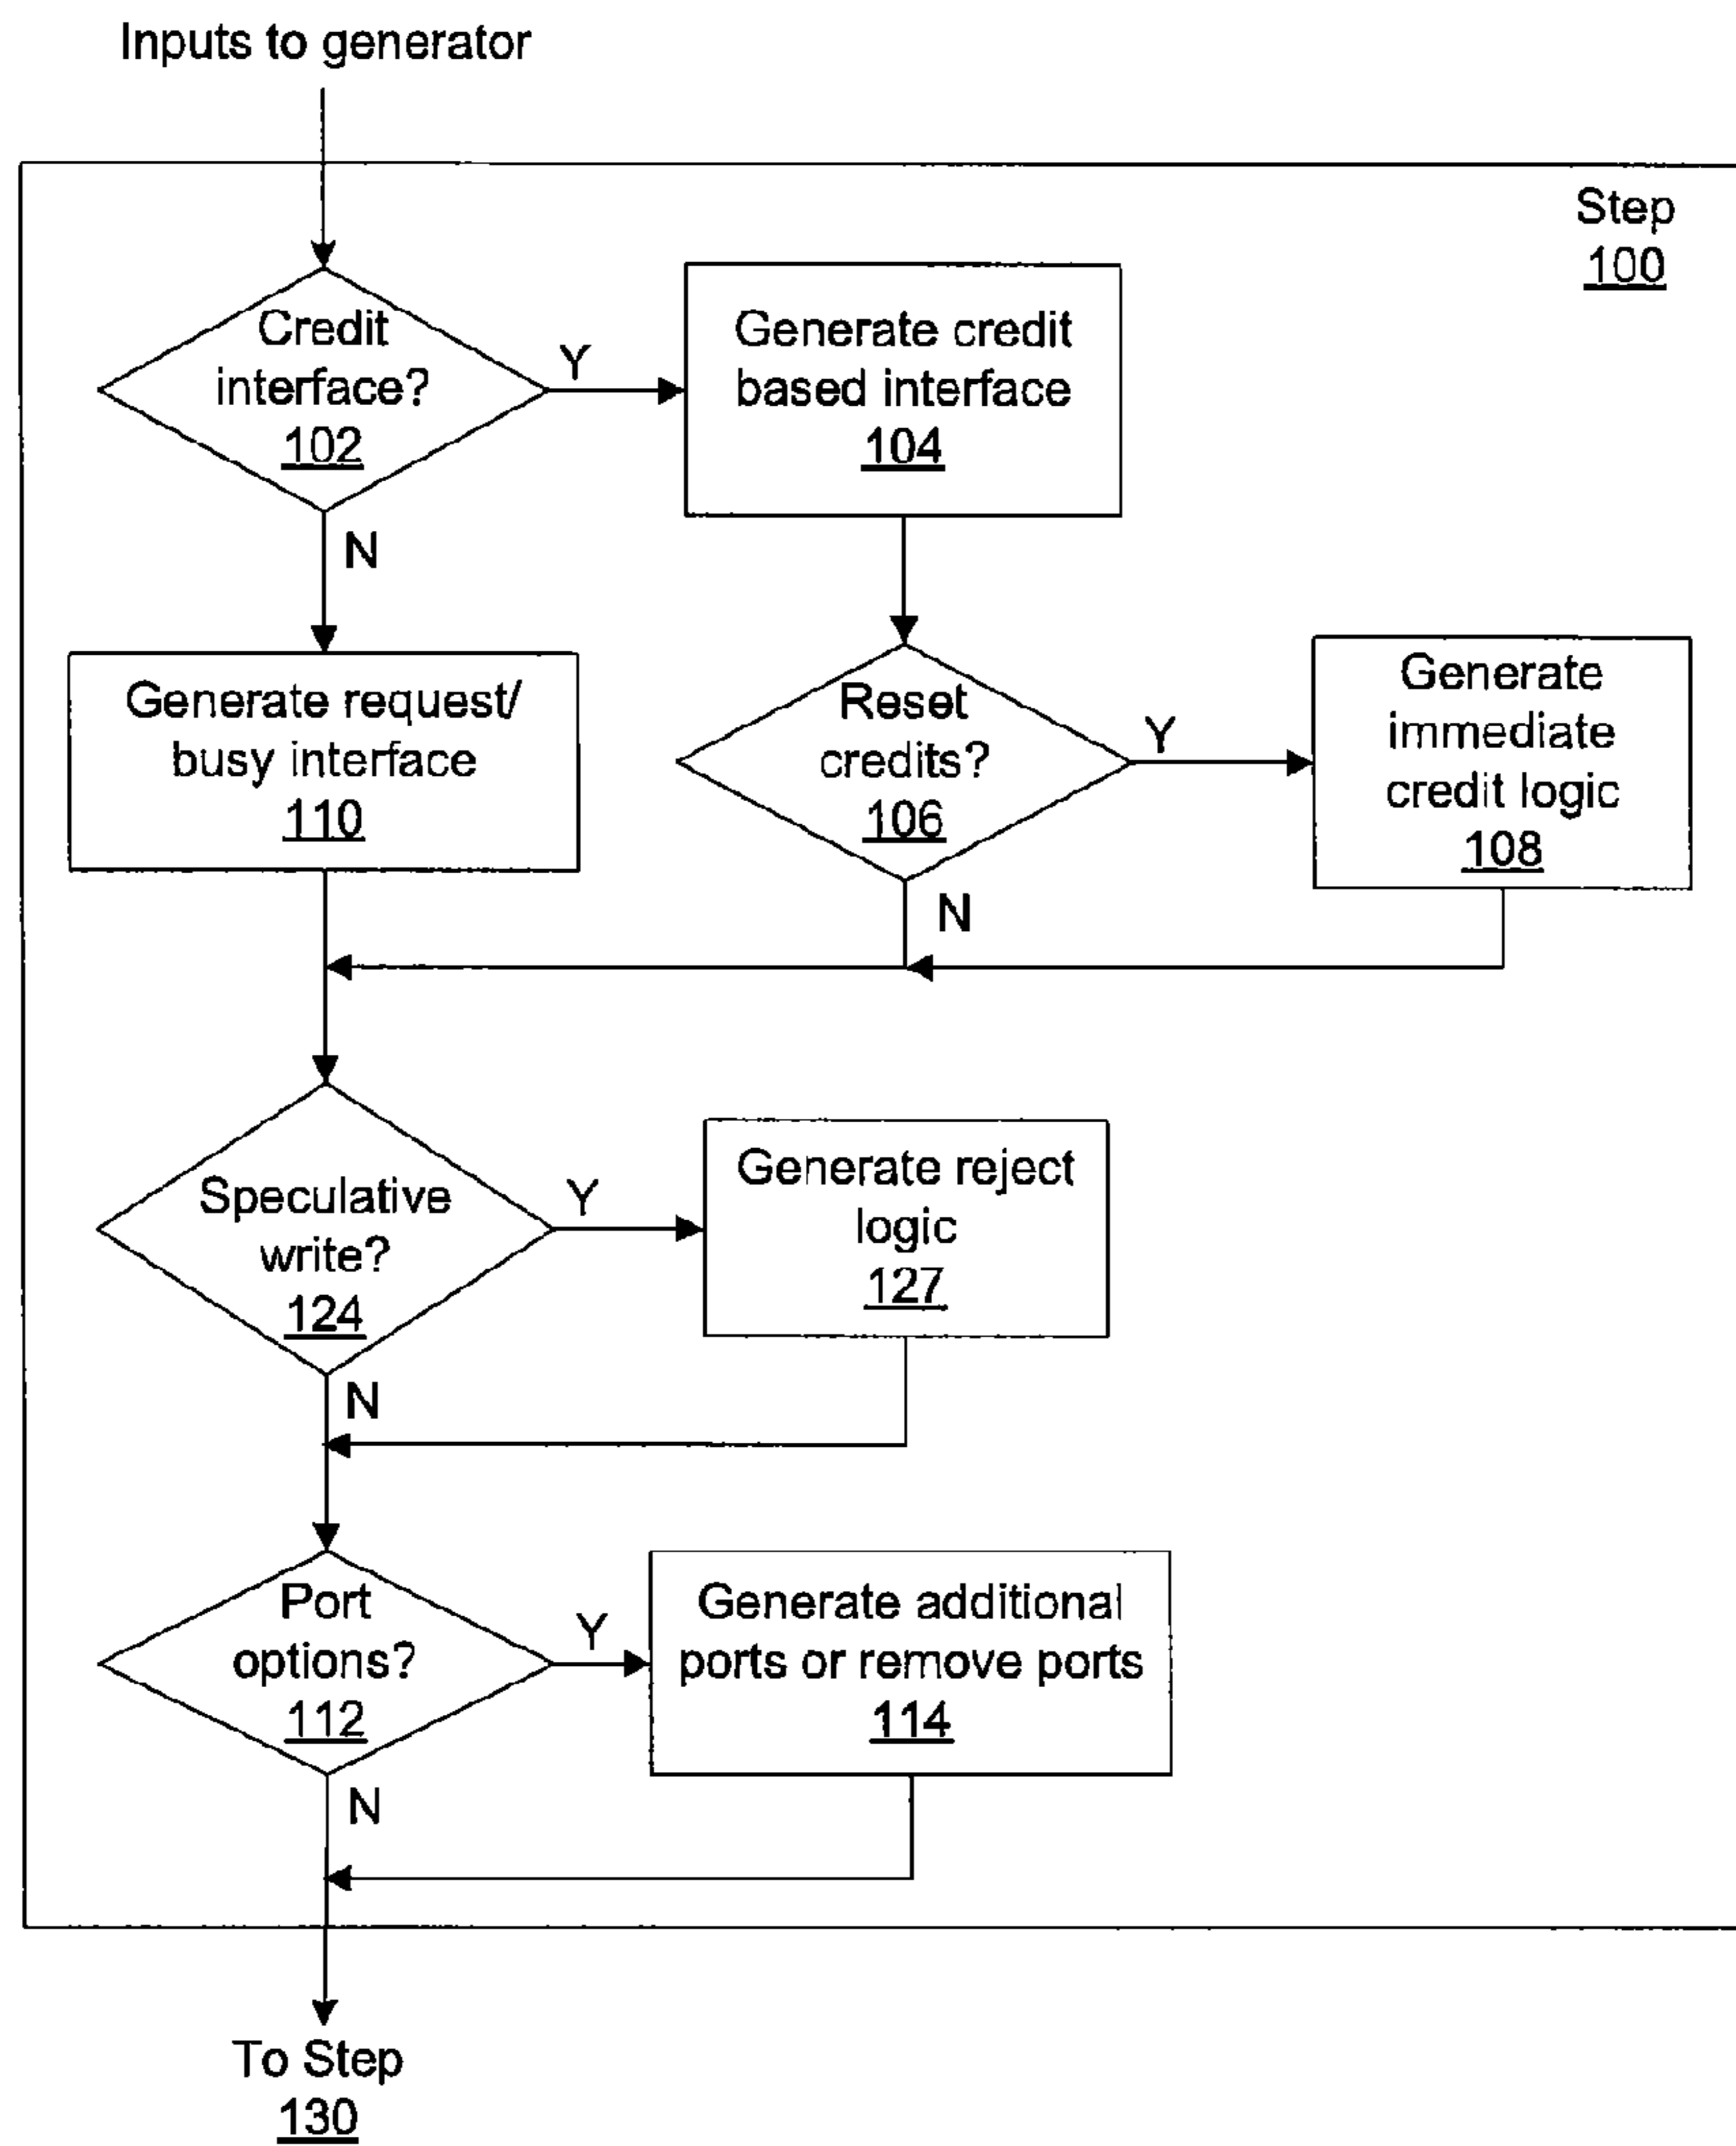 Inputs to generator
Step
100
Credit
interface?
102
Y
Generate credit
based interface
104
N
Generate request/
busy interface
110
Reset
credits?
106
Y
Generate
immediate
credit logic
108
N
Speculative
write?
124
Y
Generate reject
logic
127
N
Port
options?
112
Y
Generate additional
ports or remove ports
114
N
To Step
130